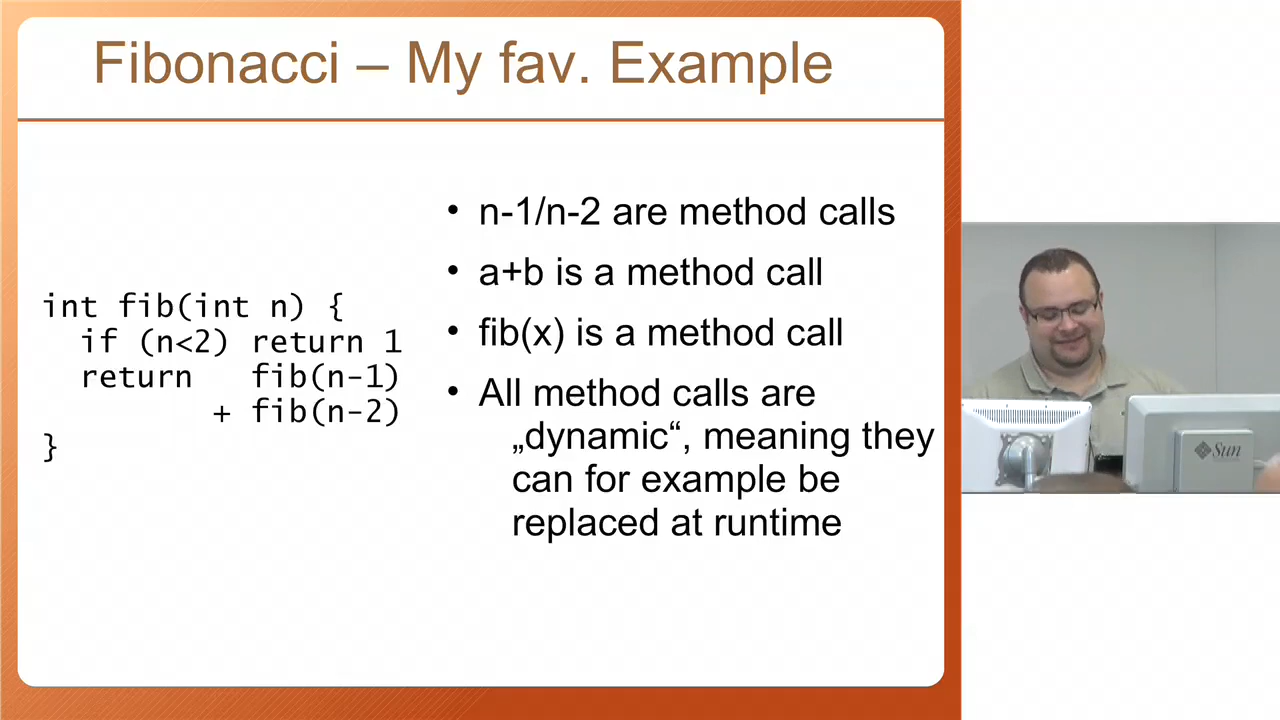 Fibonacci – My fav. Example
int fib(int n) {
if (n<2) return 1
return fib(n-1)
+ fib(n-2)
}
• n-1/n-2 are method calls
• a+b is a method call
• fib(x) is a method call
• All method calls are
„dynamic“, meaning they
can for example be
replaced at runtime
Sun